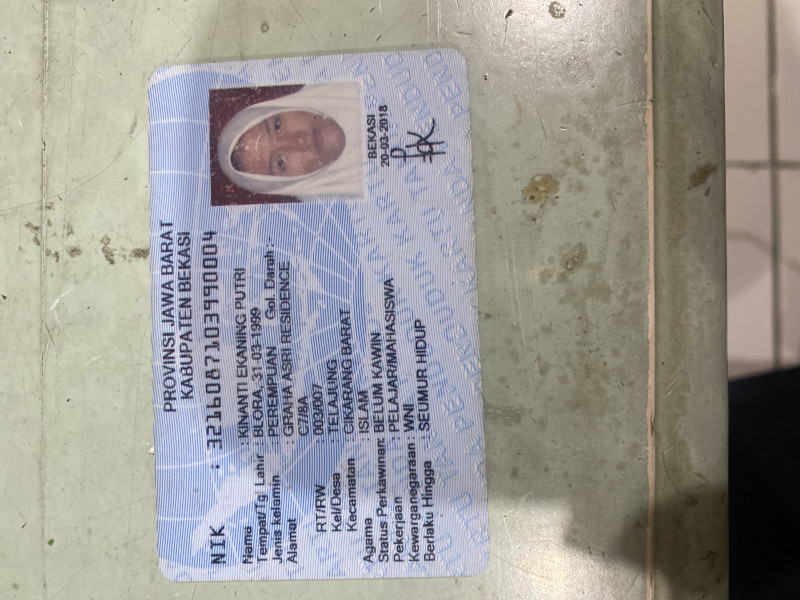 PROVINSI JAWA BARAT
KABUPATEN BEKASI
NIK : 3216087103990004
Nama : KINANTI EKANING PUTRI
Tempat/Tgl Lahir : BLORA, 31-03-1999
Jenis kelamin : PEREMPUAN Gol. Darah : -
Alamat : GRAHA ASRI RESIDENCE
C7/8A
RT/RW : 003/007
Kel/Desa : TELAJUNG
Kecamatan : CIKARANG BARAT
Agama : ISLAM
Status Perkawinan: BELUM KAWIN
Pekerjaan : PELAJAR/MAHASISWA
Kewarganegaraan: WNI
Berlaku Hingga : SEUMUR HIDUP
BEKASI
20-03-2018